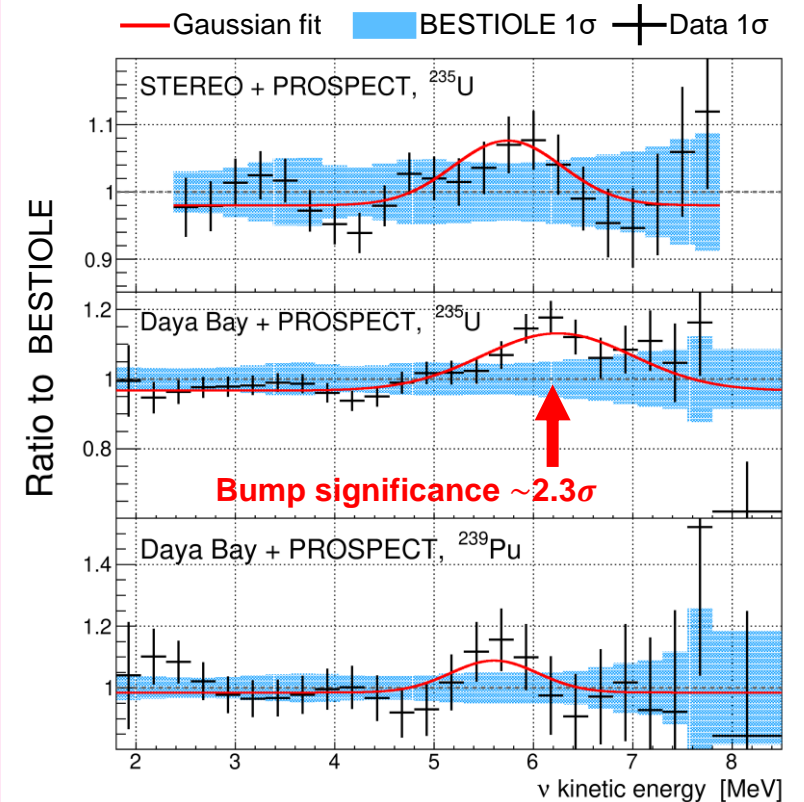 Gaussian fit BESTIOLE 1σ Data 1σ
STEREO + PROSPECT, ²³⁵U
1.1
1
0.9
Ratio to BESTIOLE
Daya Bay + PROSPECT, ²³⁵U
1.2
1
0.8
Bump significance ~2.3σ
Daya Bay + PROSPECT, ²³⁹Pu
1.4
1.2
1
2 3 4 5 6 7 8
ν kinetic energy [MeV]